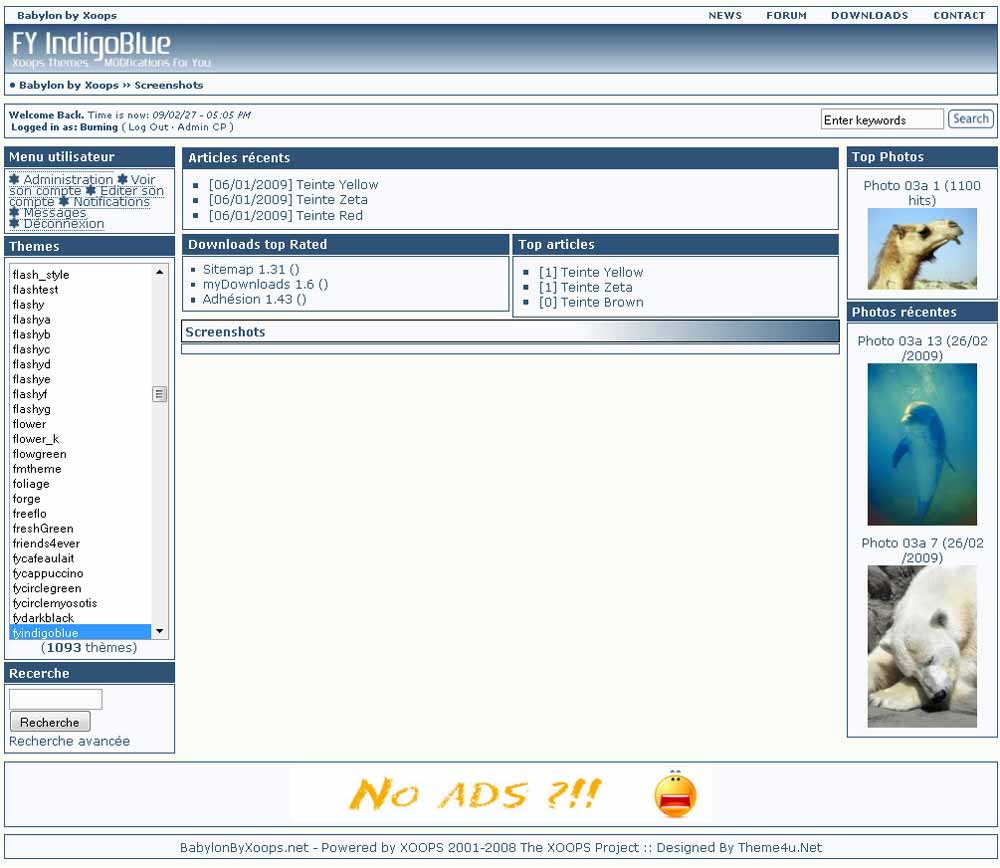 Babylon by Xoops
NEWS FORUM DOWNLOADS CONTACT
FY IndigoBlue
Xoops Themes MODifications For You
Babylon by Xoops ›› Screenshots
Welcome Back. Time is now: 09/02/27 - 05:05 PM
Logged in as: Burning ( Log Out · Admin CP )
Enter keywords Search
Menu utilisateur
Administration Voir
son compte Editer son
compte Notifications
Messages
Déconnexion
Themes
flash_style
flashtest
flashy
flashya
flashyb
flashyc
flashyd
flashye
flashyf
flashyg
flower
flower_k
flowgreen
fmtheme
foliage
forge
freeflo
freshGreen
friends4ever
fycafeaulait
fycappuccino
fycirclegreen
fycirclemyosotis
fydarkblack
fyindigoblue
(1093 thèmes)
Recerche
Recherche
Recherche avancée
Articles récents
[06/01/2009] Teinte Yellow
[06/01/2009] Teinte Zeta
[06/01/2009] Teinte Red
Downloads top Rated
Sitemap 1.31 ()
myDownloads 1.6 ()
Adhésion 1.43 ()
Top articles
[1] Teinte Yellow
[1] Teinte Zeta
[0] Teinte Brown
Screenshots
Top Photos
Photo 03a 1 (1100
hits)
Photos récentes
Photo 03a 13 (26/02
/2009)
Photo 03a 7 (26/02
/2009)
No ADS ?!!
BabylonByXoops.net - Powered by XOOPS 2001-2008 The XOOPS Project :: Designed By Theme4u.Net